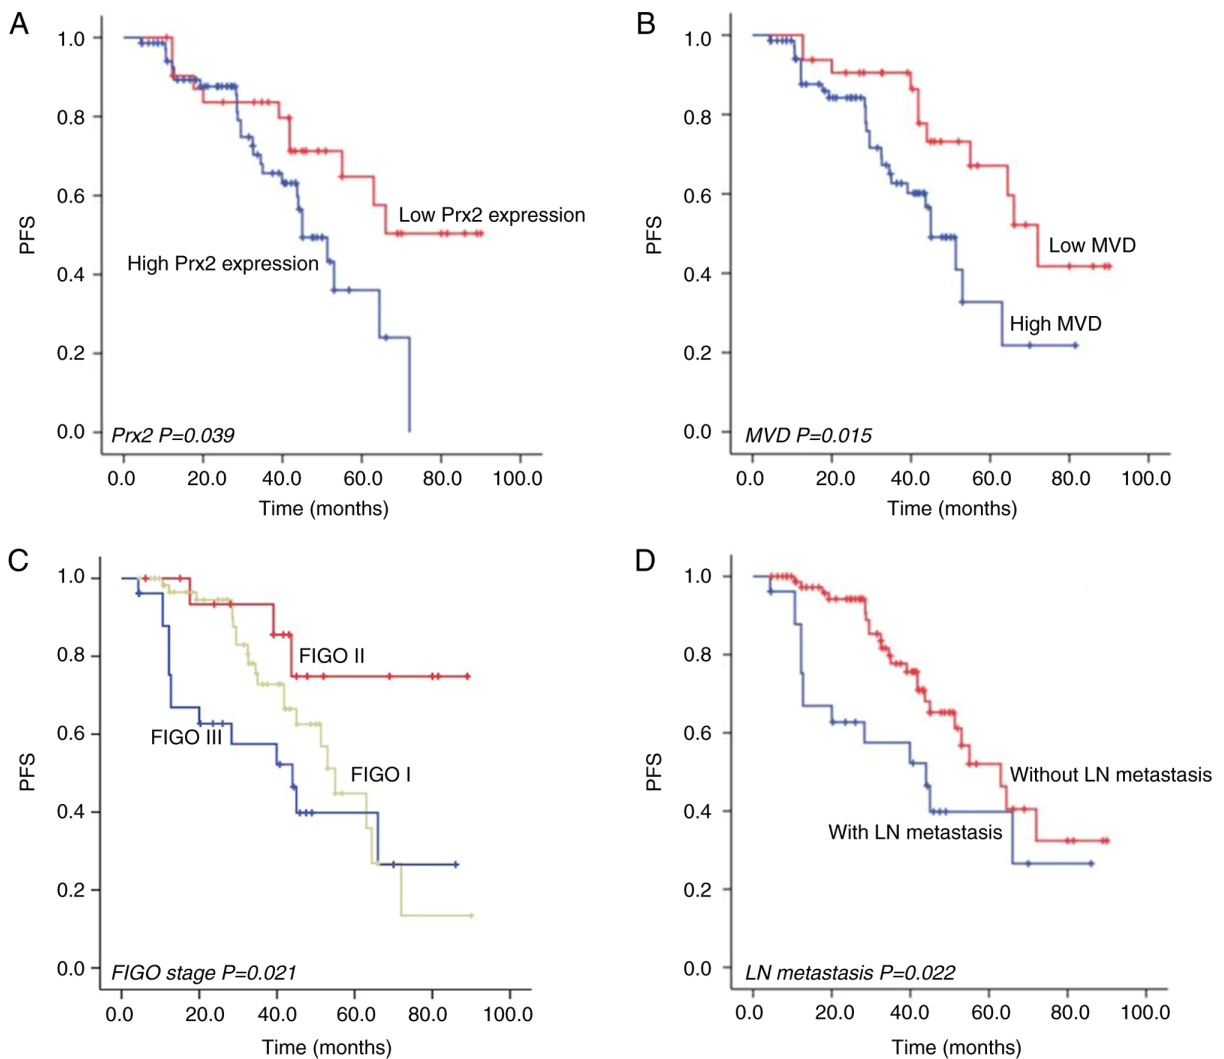 A
1.0
0.8
0.6
0.4
0.2
0.0
PFS
Low Prx2 expression
High Prx2 expression
Prx2 P=0.039
0.0 20.0 40.0 60.0 80.0 100.0
Time (months)
B
1.0
0.8
0.6
0.4
0.2
0.0
PFS
Low MVD
High MVD
MVD P=0.015
0.0 20.0 40.0 60.0 80.0 100.0
Time (months)
C
1.0
0.8
0.6
0.4
0.2
0.0
PFS
FIGO II
FIGO III
FIGO I
FIGO stage P=0.021
0.0 20.0 40.0 60.0 80.0 100.0
Time (months)
D
1.0
0.8
0.6
0.4
0.2
0.0
PFS
Without LN metastasis
With LN metastasis
LN metastasis P=0.022
0.0 20.0 40.0 60.0 80.0 100.0
Time (months)